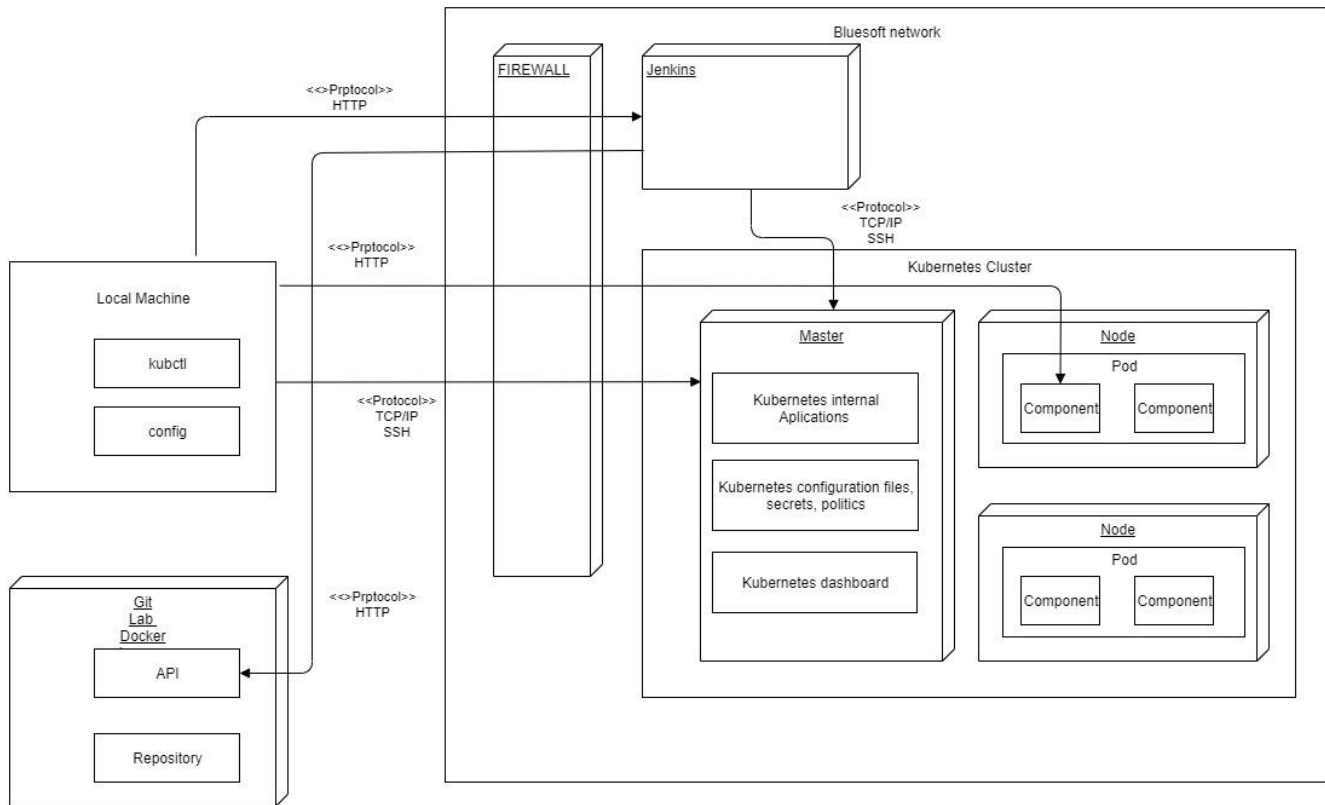 Bluesoft network
FIREWALL
Jenkins
<<>Prptocol>>
HTTP
<<Protocol>>
TCP/IP
SSH
<<>Prptocol>>
HTTP
Kubernetes Cluster
Local Machine
kubctl
config
<<Protocol>>
TCP/IP
SSH
Master
Kubernetes internal
Aplications
Kubernetes configuration files,
secrets, politics
Kubernetes dashboard
Node
Pod
Component
Component
Node
Pod
Component
Component
<<>Prptocol>>
HTTP
Git
Lab
Docker
API
Repository